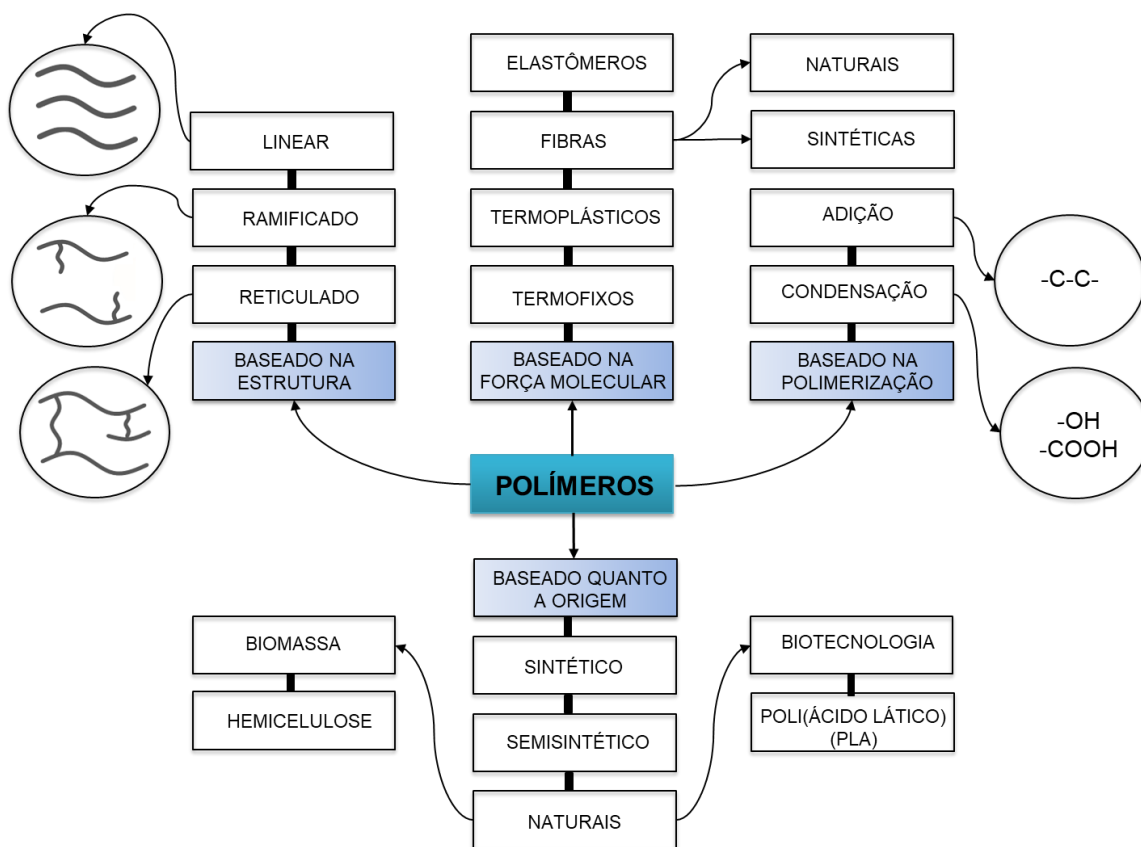 ELASTÔMEROS
NATURAIS
LINEAR
FIBRAS
SINTÉTICAS
RAMIFICADO
TERMOPLÁSTICOS
ADIÇÃO
RETICULADO
TERMOFIXOS
CONDENSAÇÃO
-C-C-
BASEADO NA
ESTRUTURA
BASEADO NA
FORÇA MOLECULAR
BASEADO NA
POLIMERIZAÇÃO
-OH
-COOH
POLÍMEROS
BASEADO QUANTO
A ORIGEM
BIOMASSA
SINTÉTICO
BIOTECNOLOGIA
HEMICELULOSE
SEMISINTÉTICO
POLI(ÁCIDO LÁTICO)
(PLA)
NATURAIS